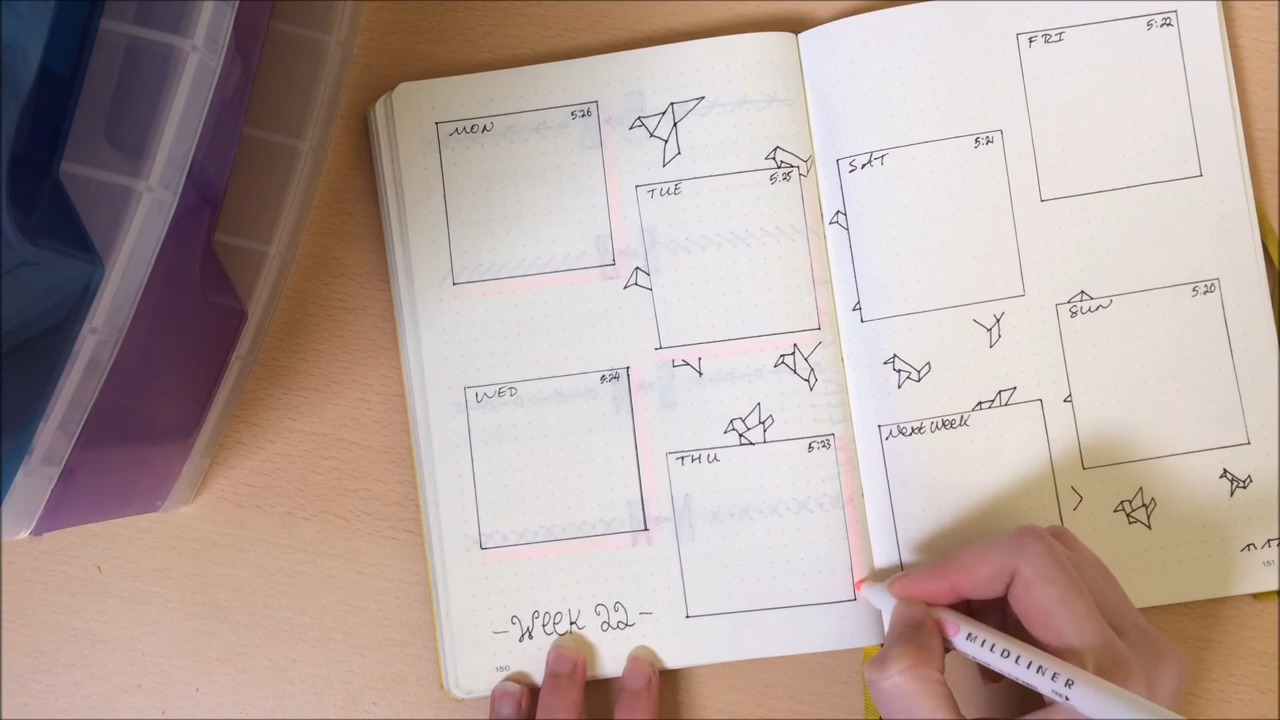 MON 5:26
TUE 5:25
WED 5:24
THU 5:23
-Week 22-
150
FRI 5:22
SAT 5:21
SUN 5:20
Next Week
151
MILDLINER